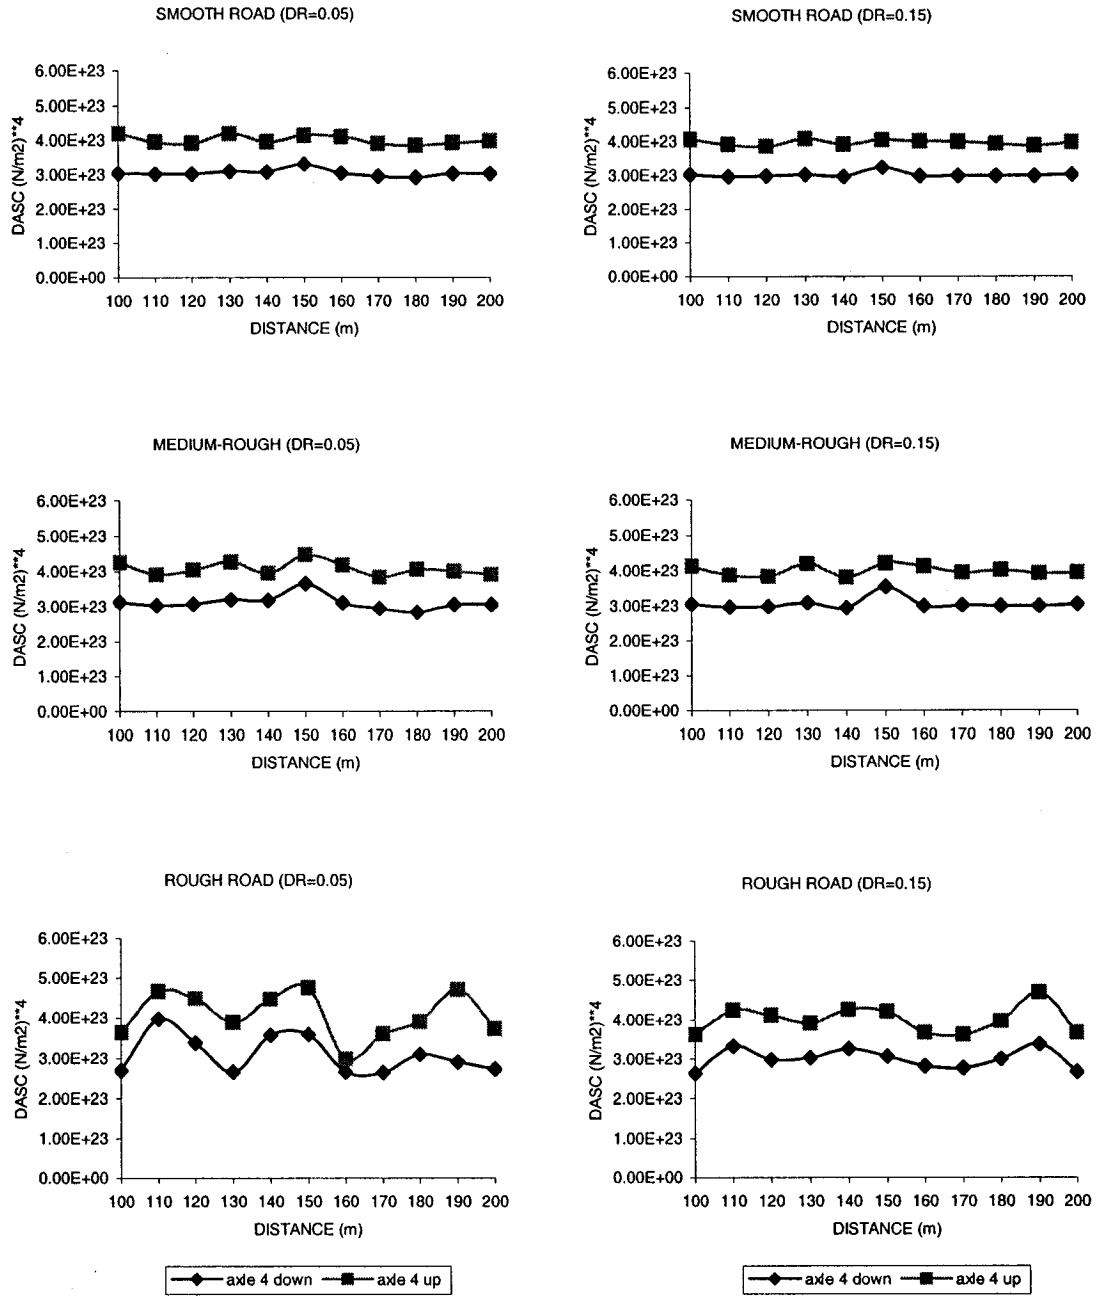 SMOOTH ROAD (DR=0.05)
6.00E+23
5.00E+23
4.00E+23
3.00E+23
2.00E+23
1.00E+23
0.00E+00
DASC (N/m2)**4
100 110 120 130 140 150 160 170 180 190 200
DISTANCE (m)
SMOOTH ROAD (DR=0.15)
6.00E+23
5.00E+23
4.00E+23
3.00E+23
2.00E+23
1.00E+23
0.00E+00
DASC (N/m2)**4
100 110 120 130 140 150 160 170 180 190 200
DISTANCE (m)
MEDIUM-ROUGH (DR=0.05)
6.00E+23
5.00E+23
4.00E+23
3.00E+23
2.00E+23
1.00E+23
0.00E+00
DASC (N/m2)**4
100 110 120 130 140 150 160 170 180 190 200
DISTANCE (m)
MEDIUM-ROUGH (DR=0.15)
6.00E+23
5.00E+23
4.00E+23
3.00E+23
2.00E+23
1.00E+23
0.00E+00
DASC (N/m2)**4
100 110 120 130 140 150 160 170 180 190 200
DISTANCE (m)
ROUGH ROAD (DR=0.05)
6.00E+23
5.00E+23
4.00E+23
3.00E+23
2.00E+23
1.00E+23
0.00E+00
DASC (N/m2)**4
100 110 120 130 140 150 160 170 180 190 200
DISTANCE (m)
axle 4 down axle 4 up
ROUGH ROAD (DR=0.15)
6.00E+23
5.00E+23
4.00E+23
3.00E+23
2.00E+23
1.00E+23
0.00E+00
DASC (N/m2)**4
100 110 120 130 140 150 160 170 180 190 200
DISTANCE (m)
axle 4 down axle 4 up